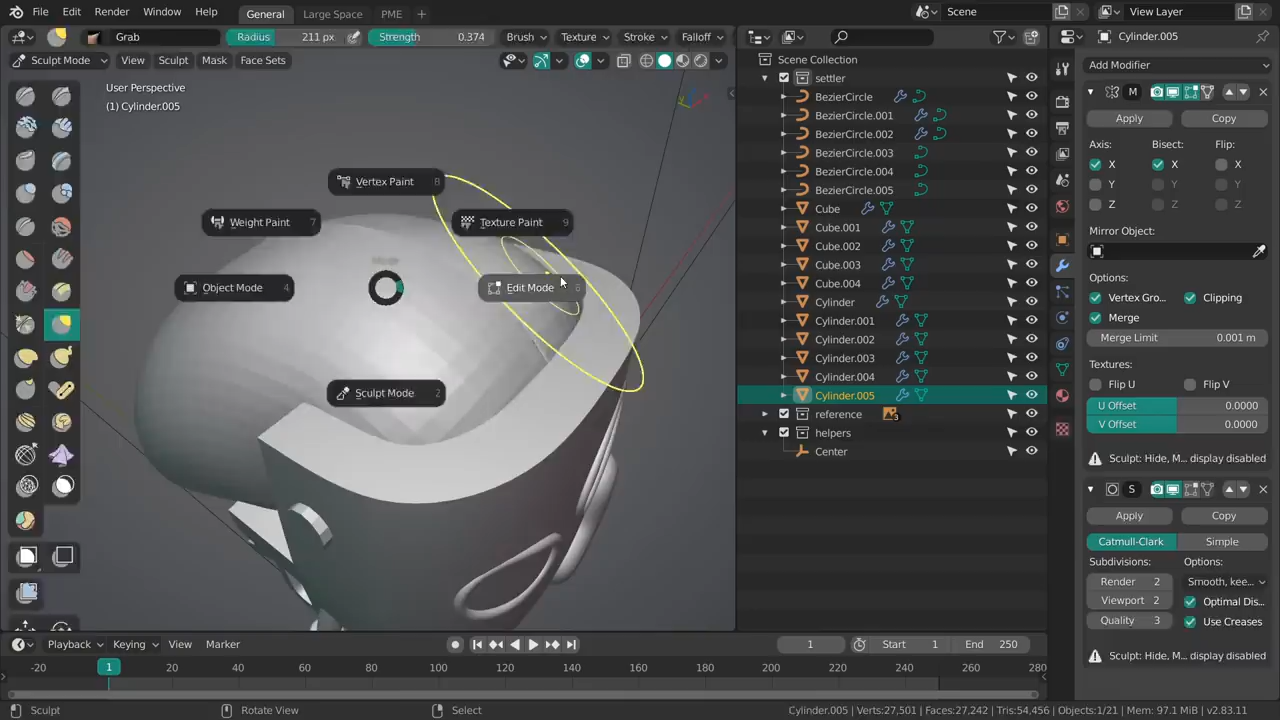 File Edit Render Window Help General Large Space PME Scene View Layer
Grab Radius 211 px Strength 0.374 Brush Texture Stroke Falloff Cylinder.005
Sculpt Mode View Sculpt Mask Face Sets Scene Collection Add Modifier
User Perspective
(1) Cylinder.005
settler
M
BezierCircle
BezierCircle.001
Apply Copy
BezierCircle.002
Axis: Bisect: Flip:
BezierCircle.003
X X X
BezierCircle.004
Y Y Y
BezierCircle.005
Z Z Z
Vertex Paint 8
Cube
Weight Paint 7
Texture Paint 9
Cube.001
Mirror Object:
Cube.002
Cube.003
Object Mode 4
Edit Mode 6
Options:
Cube.004
Vertex Gro... Clipping
Cylinder
Merge
Cylinder.001
Merge Limit 0.001 m
Cylinder.002
Cylinder.003
Textures:
Cylinder.004
Flip U Flip V
Sculpt Mode 2
Cylinder.005
U Offset 0.0000
reference 3
V Offset 0.0000
helpers
Center
Sculpt: Hide, M... display disabled
S
Apply Copy
Catmull-Clark Simple
Subdivisions: Options:
Render 2 Smooth, kee...
Viewport 2 Optimal Dis...
Quality 3 Use Creases
Playback Keying View Marker 1 Start 1 End 250
Sculpt: Hide, M... display disabled
-20 1 20 40 60 80 100 120 140 160 180 200 220 240 260 280
Sculpt Rotate View Select Cylinder.005 | Verts:27,501 | Faces:27,242 | Tris:54,456 | Objects:1/21 | Mem: 97.1 MiB | v2.83.11